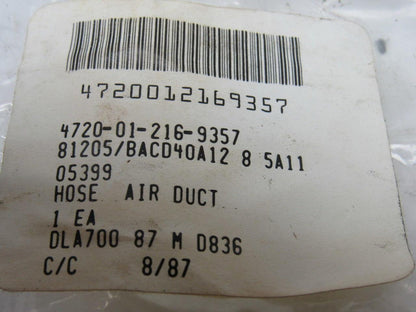 4720012169357
4720-01-216-9357
81205/BACD40A12 8 5A11
05399
HOSE AIR DUCT
1 EA
DLA700 87 M D836
C/C 8/87